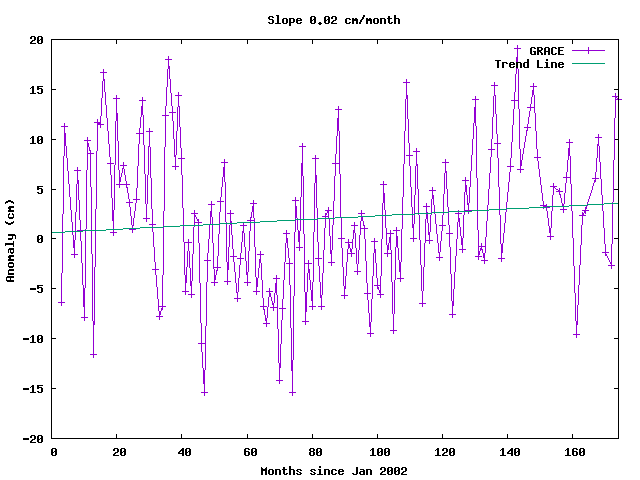 Slope 0.02 cm/month
GRACE
Trend Line
20
15
10
5
0
-5
-10
-15
-20
Anomaly (cm)
0 20 40 60 80 100 120 140 160
Months since Jan 2002